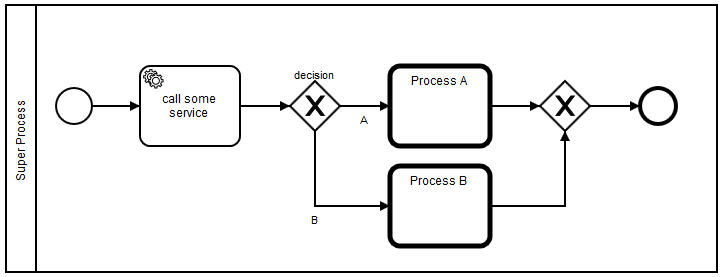 Super Process
call some
service
decision
A
B
Process A
Process B